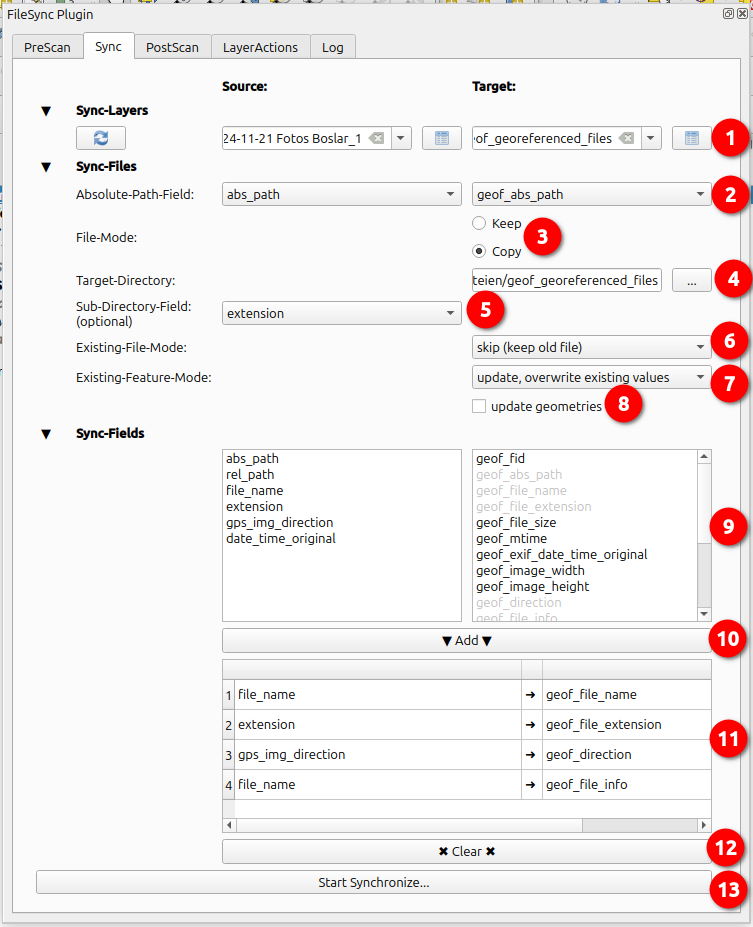 FileSync Plugin
PreScan Sync PostScan LayerActions Log
Source: Target:
▼ Sync-Layers
24-11-21 Fotos Boslar_1 of_georeferenced_files 1
▼ Sync-Files
Absolute-Path-Field: abs_path geof_abs_path 2
Keep
File-Mode: 3
Copy
Target-Directory: teien/geof_georeferenced_files ... 4
Sub-Directory-Field:
(optional) extension 5
Existing-File-Mode: skip (keep old file) 6
Existing-Feature-Mode: update, overwrite existing values 7
update geometries 8
▼ Sync-Fields
abs_path geof_fid
rel_path geof_abs_path
file_name geof_file_name
extension geof_file_extension
gps_img_direction geof_file_size 9
date_time_original geof_mtime
geof_exif_date_time_original
geof_image_width
geof_image_height
geof_direction
geof_file_info
▼ Add ▼ 10
1 file_name → geof_file_name
2 extension → geof_file_extension 11
3 gps_img_direction → geof_direction
4 file_name → geof_file_info
✖ Clear ✖ 12
Start Synchronize... 13